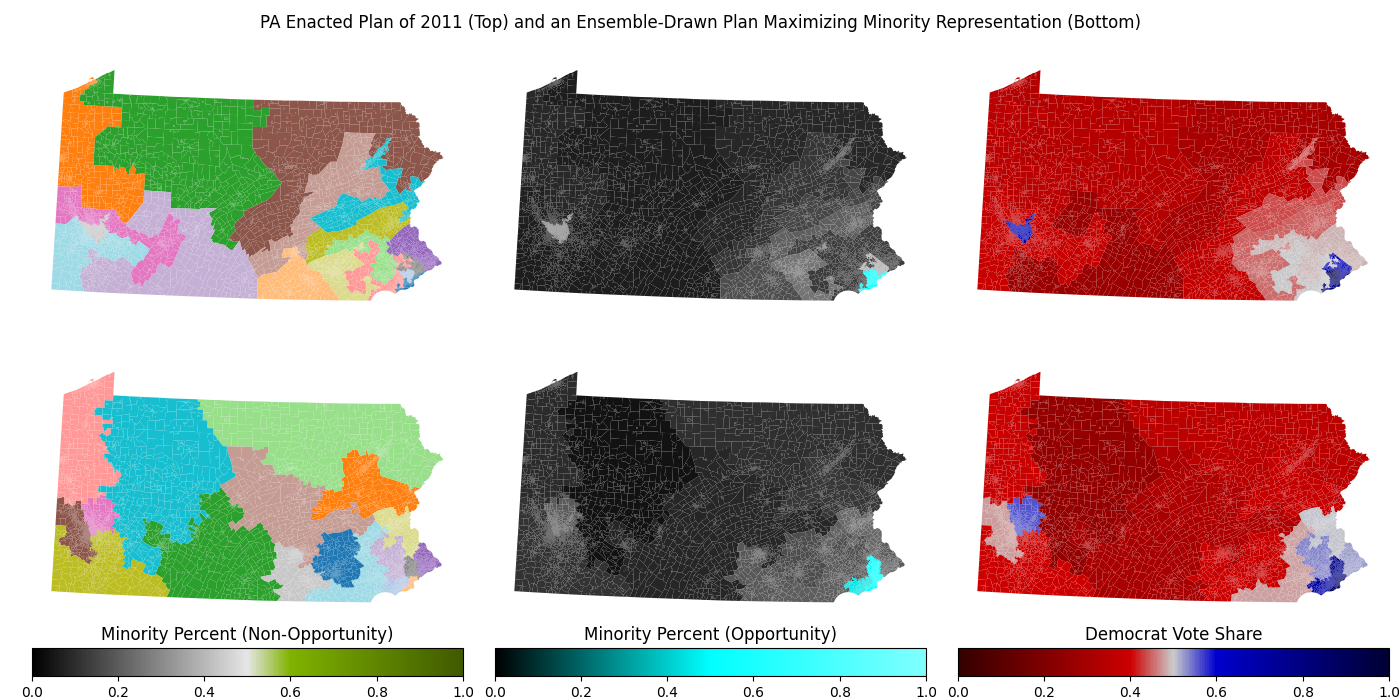 PA Enacted Plan of 2011 (Top) and an Ensemble-Drawn Plan Maximizing Minority Representation (Bottom)
Minority Percent (Non-Opportunity) Minority Percent (Opportunity) Democrat Vote Share
0.0 0.2 0.4 0.6 0.8 1.0 0.0 0.2 0.4 0.6 0.8 1.0 0.0 0.2 0.4 0.6 0.8 1.0